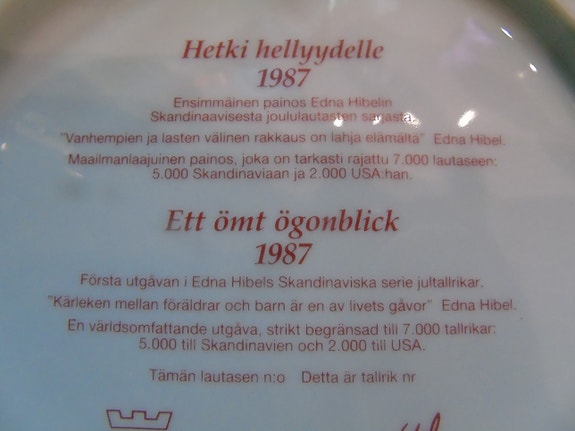 Hetki hellyydelle
1987
Ensimmäinen painos Edna Hibelin
Skandinaavisesta joululautasten sarjasta.
"Vanhempien ja lasten välinen rakkaus on lahja elämältä" Edna Hibel.
Maailmanlaajuinen painos, joka on tarkasti rajattu 7.000 lautaseen:
5.000 Skandinaviaan ja 2.000 USA:han.
Ett ömt ögonblick
1987
Första utgåvan i Edna Hibels Skandinaviska serie jultallrikar.
"Kärleken mellan föräldrar och barn är en av livets gåvor" Edna Hibel.
En världsomfattande utgåva, strikt begränsad till 7.000 tallrikar:
5.000 till Skandinavien och 2.000 till USA.
Tämän lautasen n:o Detta är tallrik nr